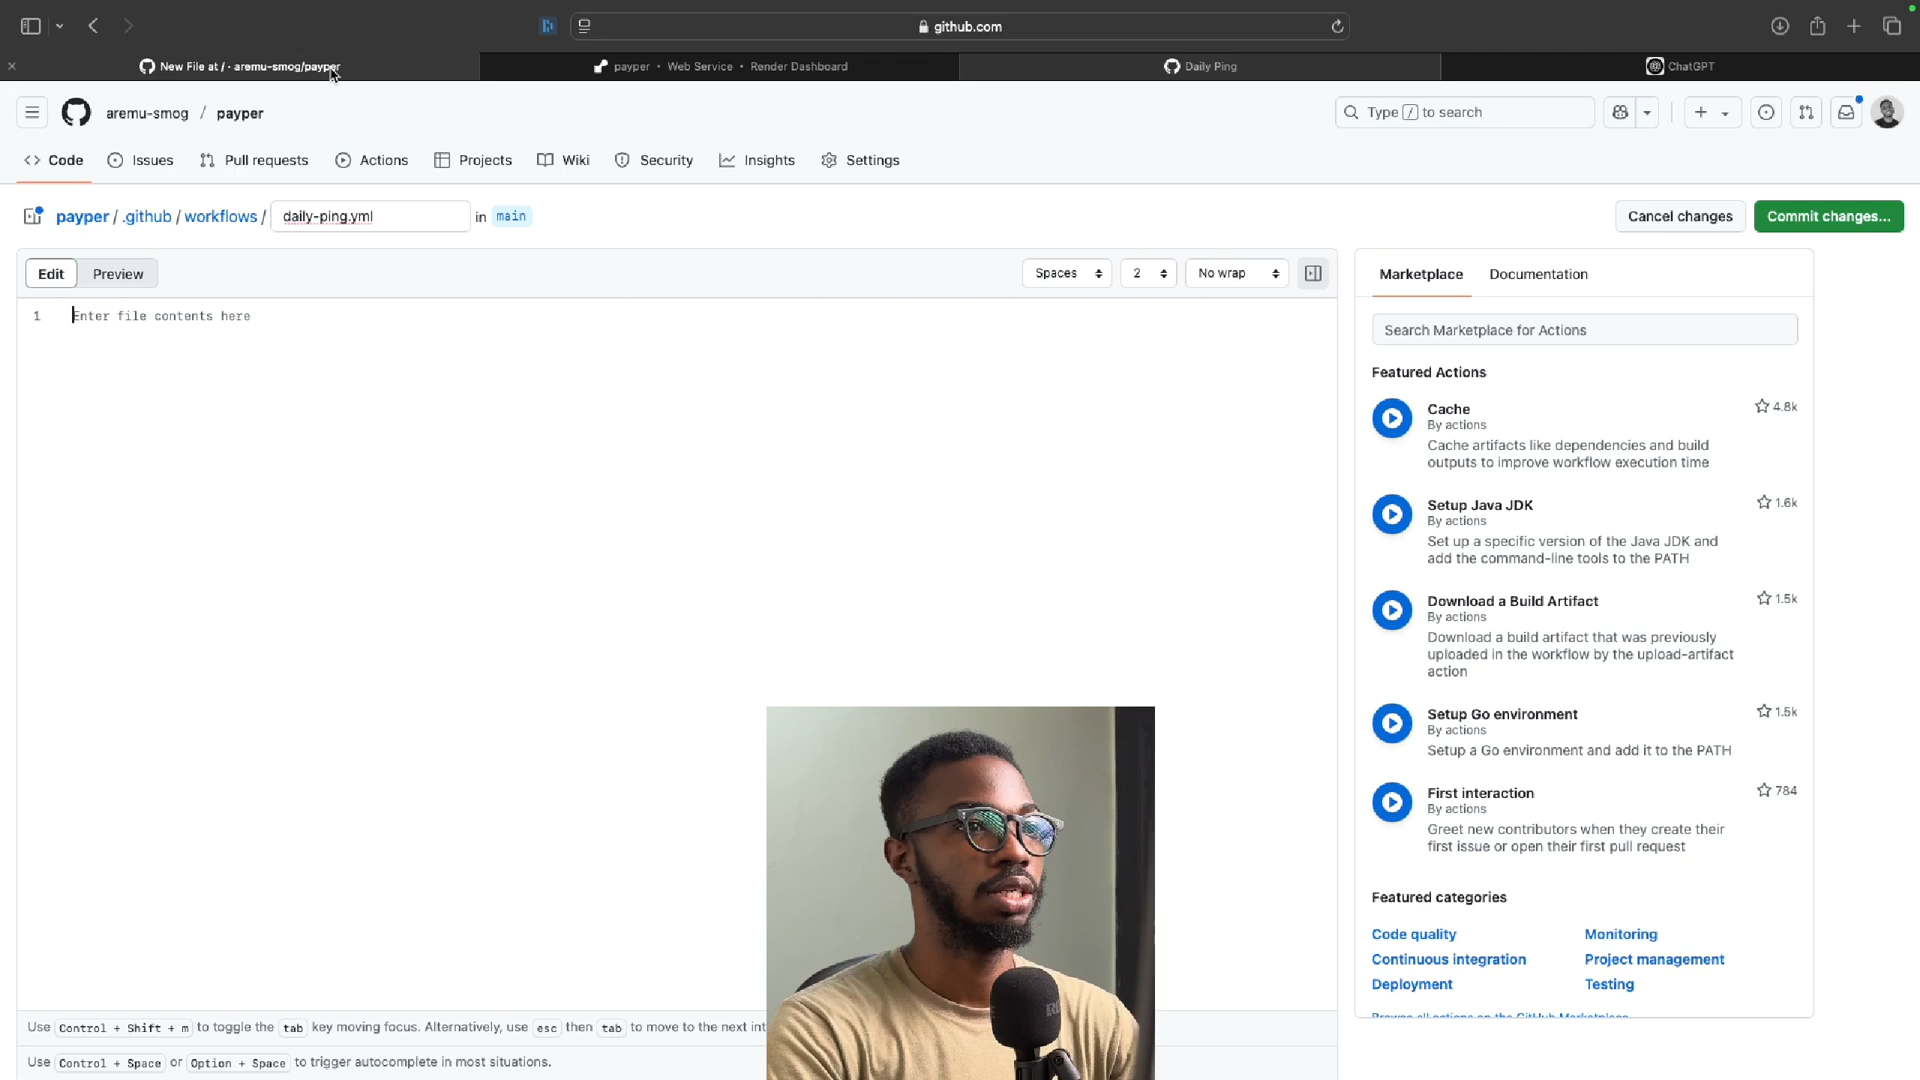 github.com
New File at / · aremu-smog/payper
payper • Web Service • Render Dashboard
Daily Ping
ChatGPT
aremu-smog / payper
Type / to search
Code
Issues
Pull requests
Actions
Projects
Wiki
Security
Insights
Settings
payper / .github / workflows / daily-ping.yml in main
Cancel changes
Commit changes...
Edit
Preview
Spaces
2
No wrap
Marketplace
Documentation
1
Enter file contents here
Search Marketplace for Actions
Featured Actions
Cache
4.8k
By actions
Cache artifacts like dependencies and build
outputs to improve workflow execution time
Setup Java JDK
1.6k
By actions
Set up a specific version of the Java JDK and
add the command-line tools to the PATH
Download a Build Artifact
1.5k
By actions
Download a build artifact that was previously
uploaded in the workflow by the upload-artifact
action
Setup Go environment
1.5k
By actions
Setup a Go environment and add it to the PATH
First interaction
784
By actions
Greet new contributors when they create their
first issue or open their first pull request
Featured categories
Code quality
Monitoring
Continuous integration
Project management
Deployment
Testing
Browse all actions on the GitHub Marketplace
Use Control + Shift + m to toggle the tab key moving focus. Alternatively, use esc then tab to move to the next int
Use Control + Space or Option + Space to trigger autocomplete in most situations.